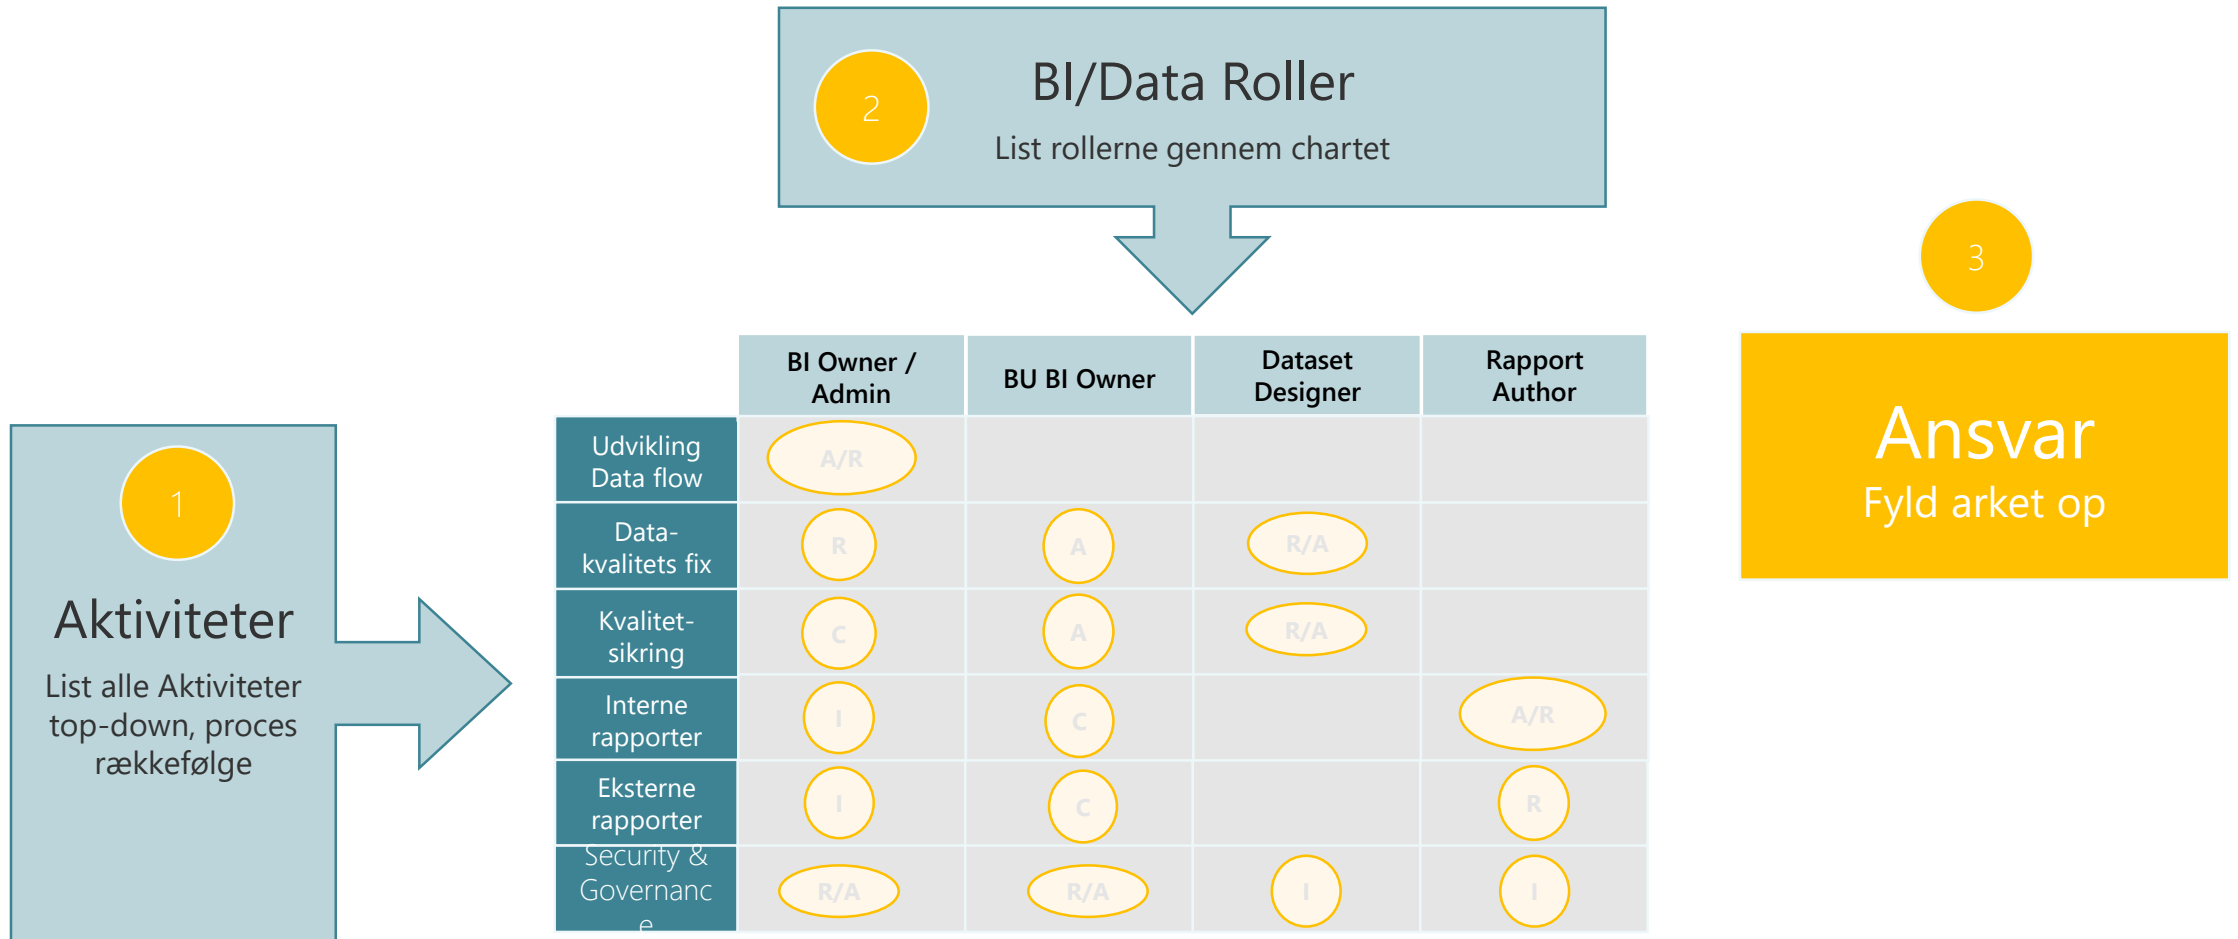 2
BI/Data Roller
List rollerne gennem chartet
3
Ansvar
Fyld arket op
1
Aktiviteter
List alle Aktiviteter
top-down, proces
rækkefølge
BI Owner /
Admin
BU BI Owner
Dataset
Designer
Rapport
Author
Udvikling
Data flow
A/R
Data-
kvalitets fix
R
A
R/A
Kvalitet-
sikring
C
A
R/A
Interne
rapporter
I
C
A/R
Eksterne
rapporter
I
C
R
Security &
Governanc
e
R/A
R/A
I
I